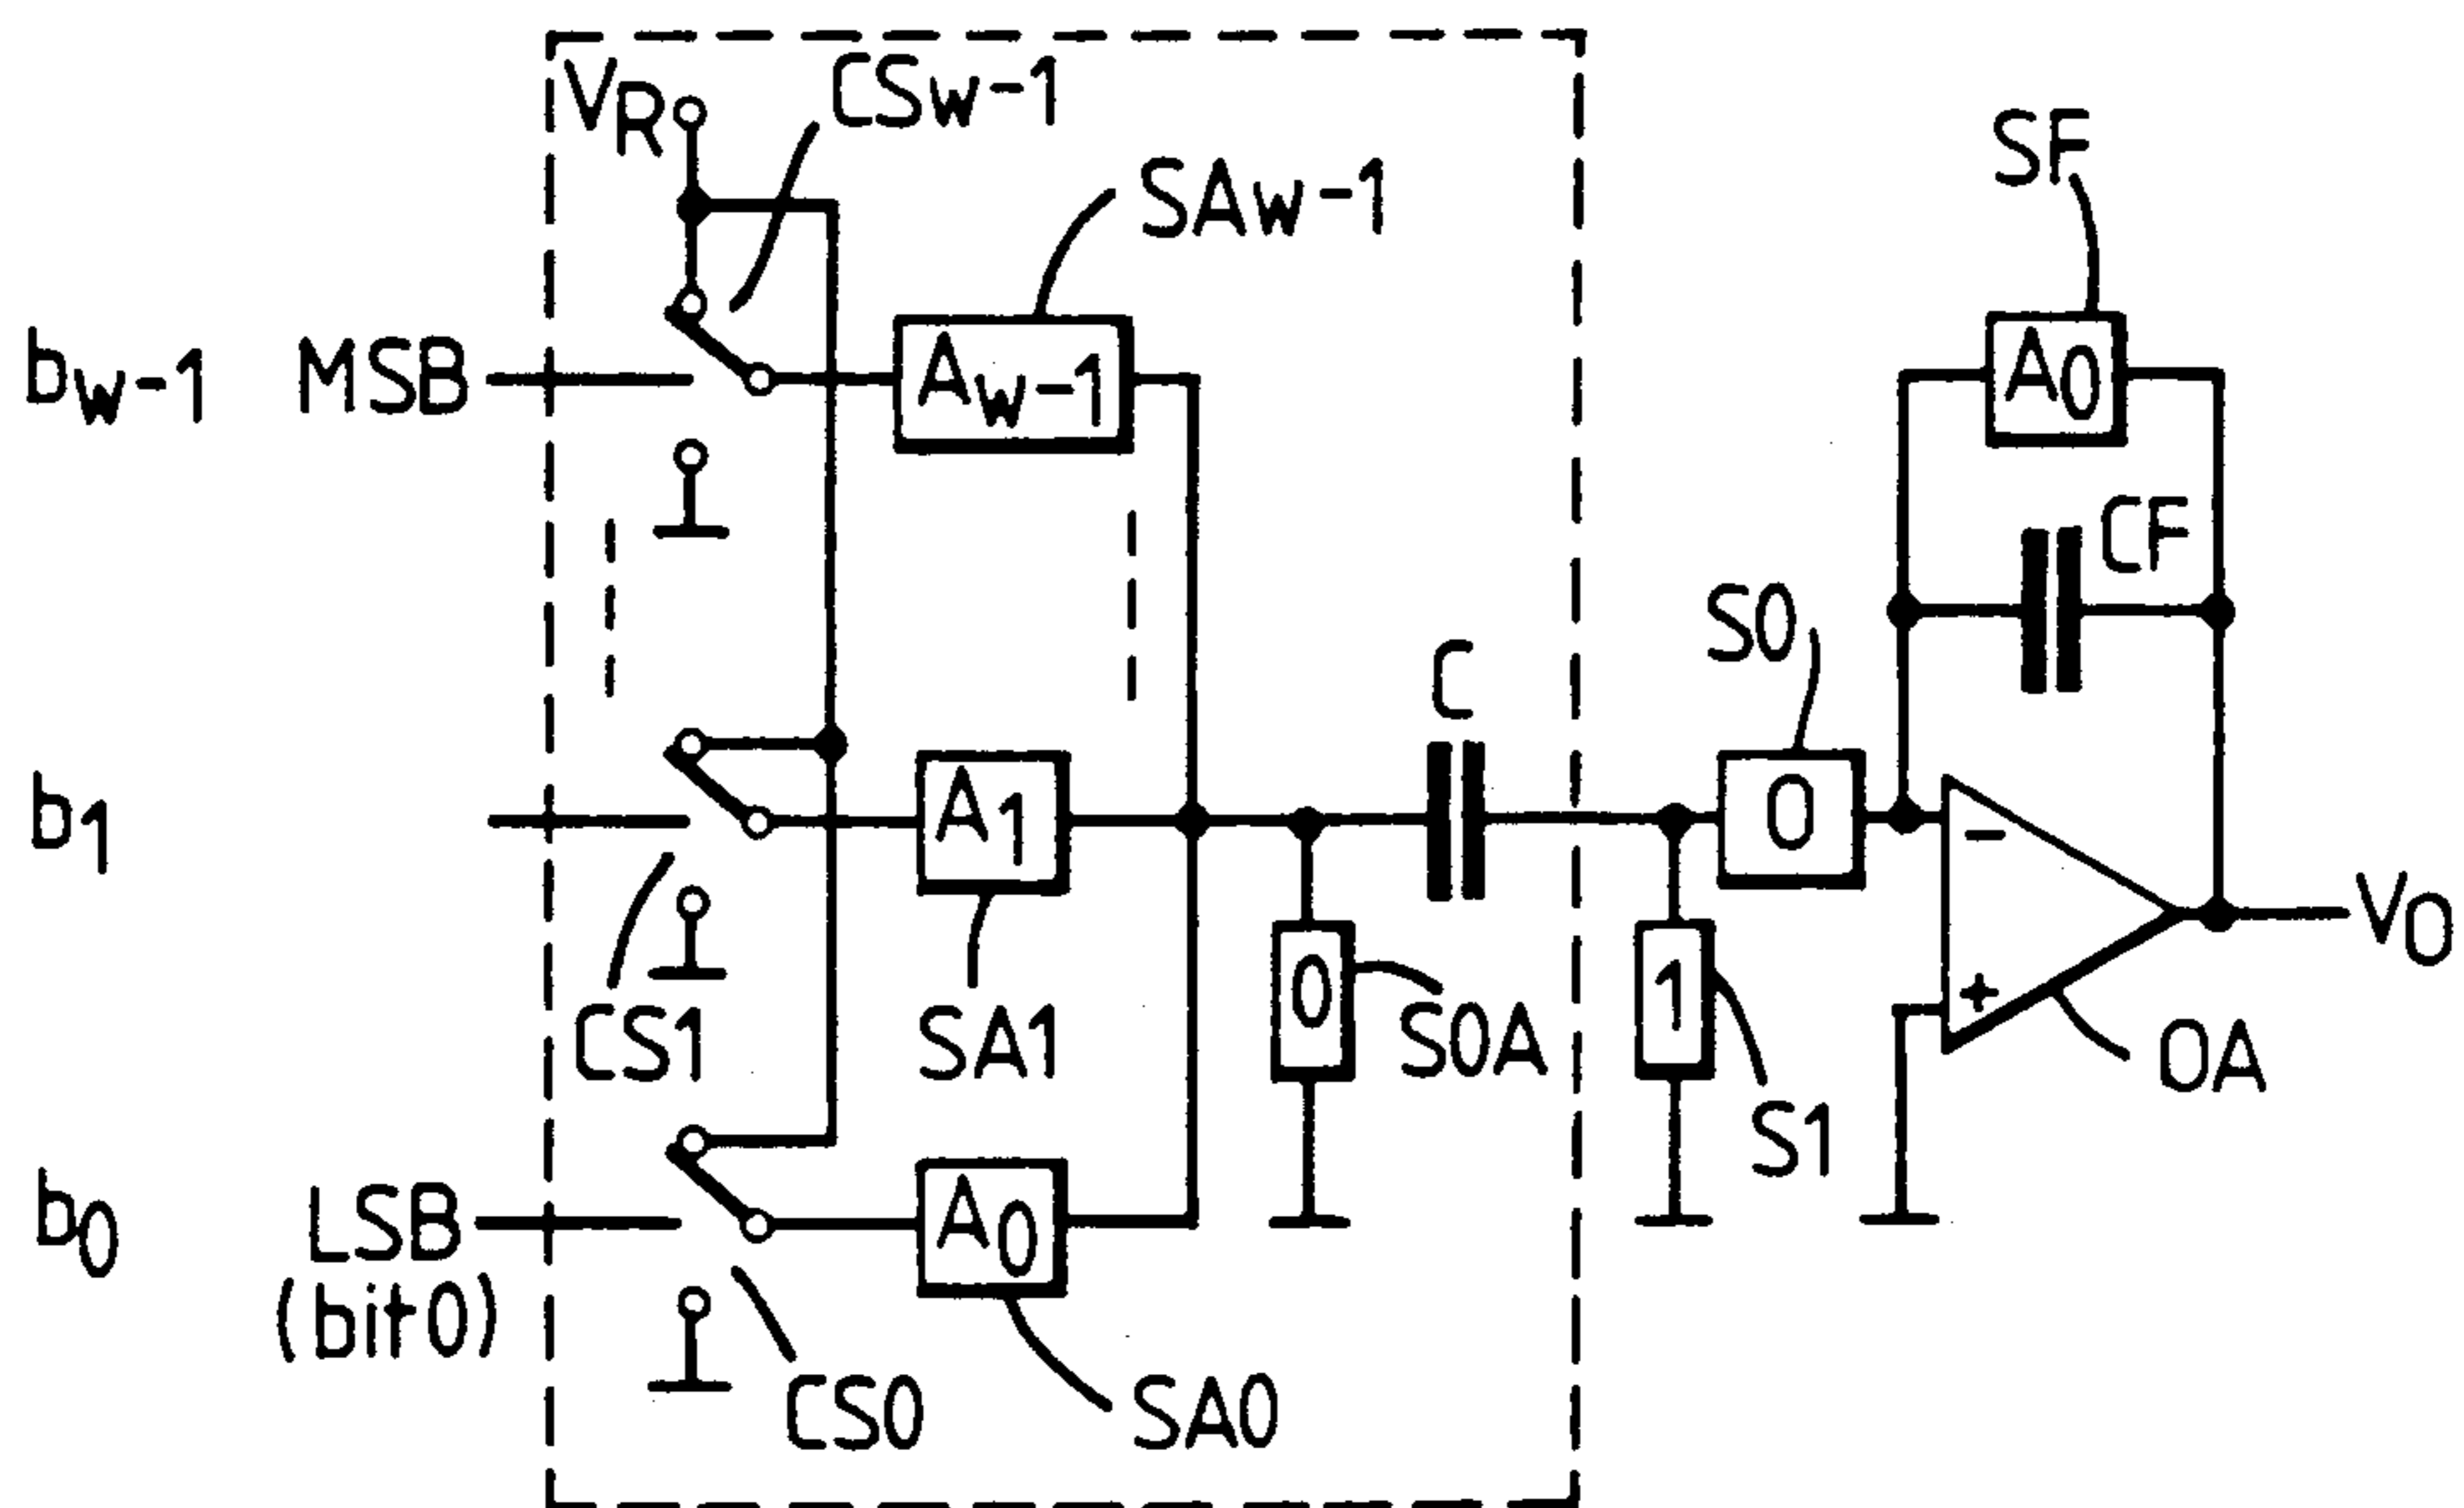 VR
CSW-1
SAW-1
SF
bW-1 MSB
AW-1
A0
CF
S0
C
b1
A1
0
-
+
VO
CS1
SA1
0
S0A
1
S1
OA
b0
LSB
(bit0)
A0
CS0
SA0